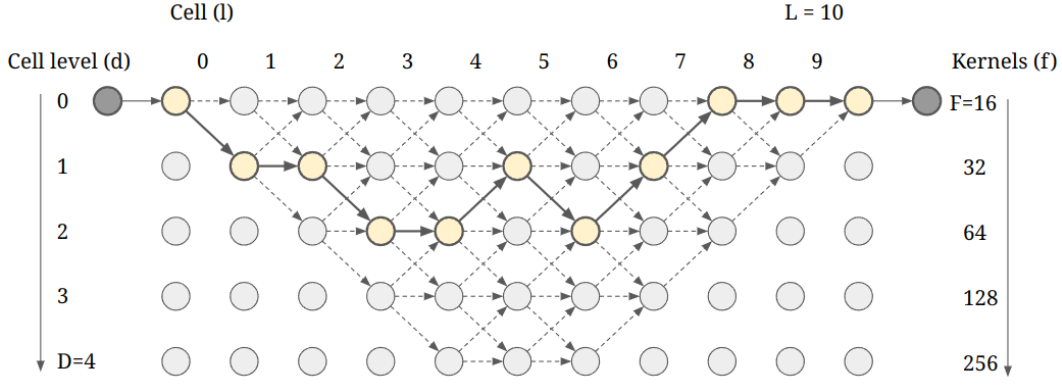 Cell (l) L = 10
Cell level (d) 0 1 2 3 4 5 6 7 8 9 Kernels (f)
0 F=16
1 32
2 64
3 128
D=4 256